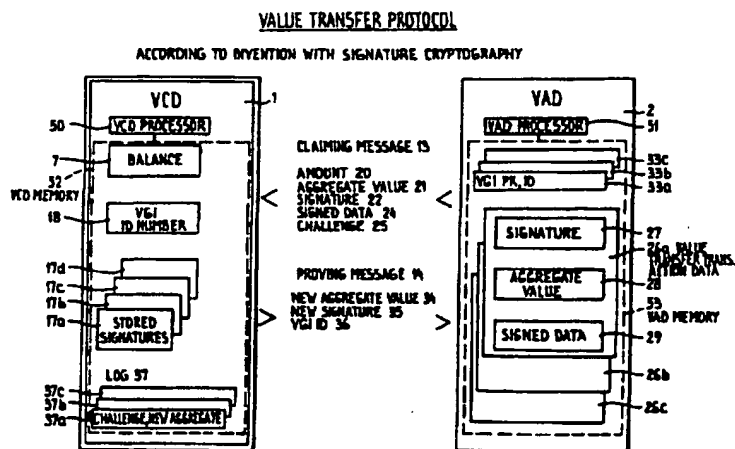 VALUE TRANSFER PROTOCOL
ACCORDING TO INVENTION WITH SIGNATURE CRYPTOGRAPHY
VCD
1
50
VCD PROCESSOR
7
BALANCE
52
VCD MEMORY
18
VGI
ID NUMBER
17d
17c
17b
17a
STORED
SIGNATURES
LOG 37
37c
37b
37a
CHALLENGE, NEW AGGREGATE
CLAIMING MESSAGE 13
AMOUNT 20
AGGREGATE VALUE 21
SIGNATURE 22
SIGNED DATA 24
CHALLENGE 25
<
<
PROVING MESSAGE 14
NEW AGGREGATE VALUE 34
NEW SIGNATURE 35
VGI ID 36
>
>
VAD
2
VAD PROCESSOR
51
33c
33b
VGI PK, ID
33a
SIGNATURE
27
26a VALUE
TRANSFER TRANS-
ACTION DATA
AGGREGATE
VALUE
28
53
VAD MEMORY
SIGNED DATA
29
26b
26c